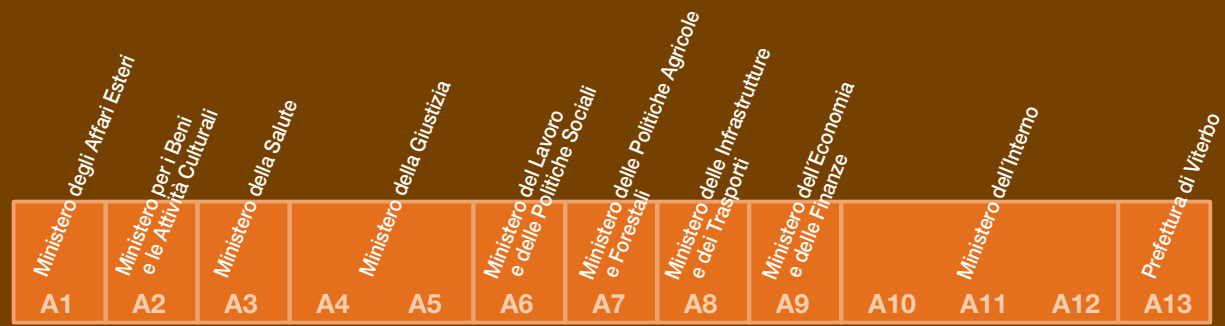 Ministero degli Affari Esteri
Ministero per i Beni
e le Attività Culturali
Ministero della Salute
Ministero della Giustizia
Ministero del Lavoro
e delle Politiche Sociali
Ministero delle Politiche Agricole
e Forestali
Ministero delle Infrastrutture
e dei Trasporti
Ministero dell'Economia
e delle Finanze
Ministero dell'Interno
Prefettura di Viterbo
A1 A2 A3 A4 A5 A6 A7 A8 A9 A10 A11 A12 A13